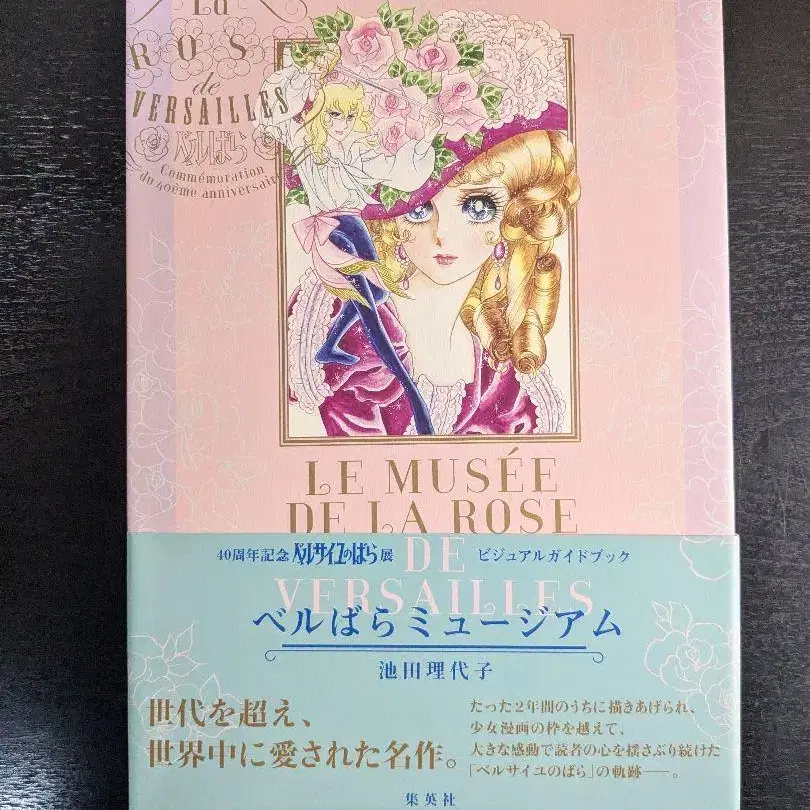 La
ROSE
de
VERSAILLES
ベルばら
Commémoration
du 40ème anniversaire
LE MUSÉE
DE LA ROSE
DE
VERSAILLES
40周年記念 ベルサイユのばら展 ビジュアルガイドブック
ベルばらミュージアム
池田理代子
世代を超え、
世界中に愛された名作。
たった2年間のうちに描きあげられ、
少女漫画の枠を越えて、
大きな感動で読者の心を揺さぶり続けた
「ベルサイユのばら」の軌跡──。
集英社